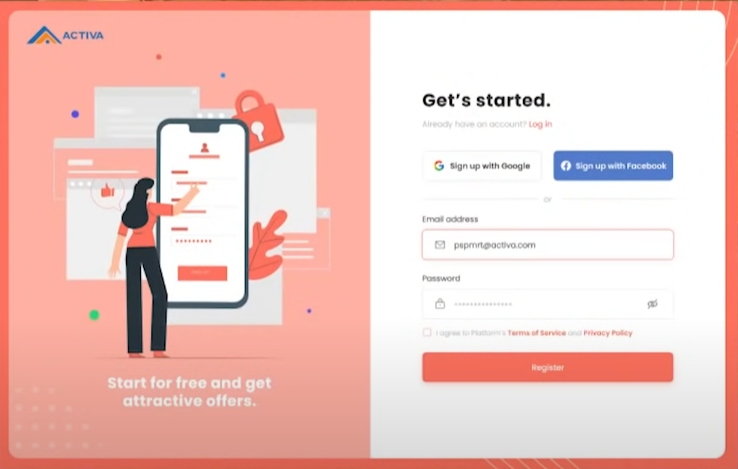 ACTIVA
Start for free and get
attractive offers.
Get's started.
Already have an account? Log in
Sign up with Google
Sign up with Facebook
or
Email address
pspmrt@activa.com
Password
I agree to Platform's Terms of Service and Privacy Policy
Register